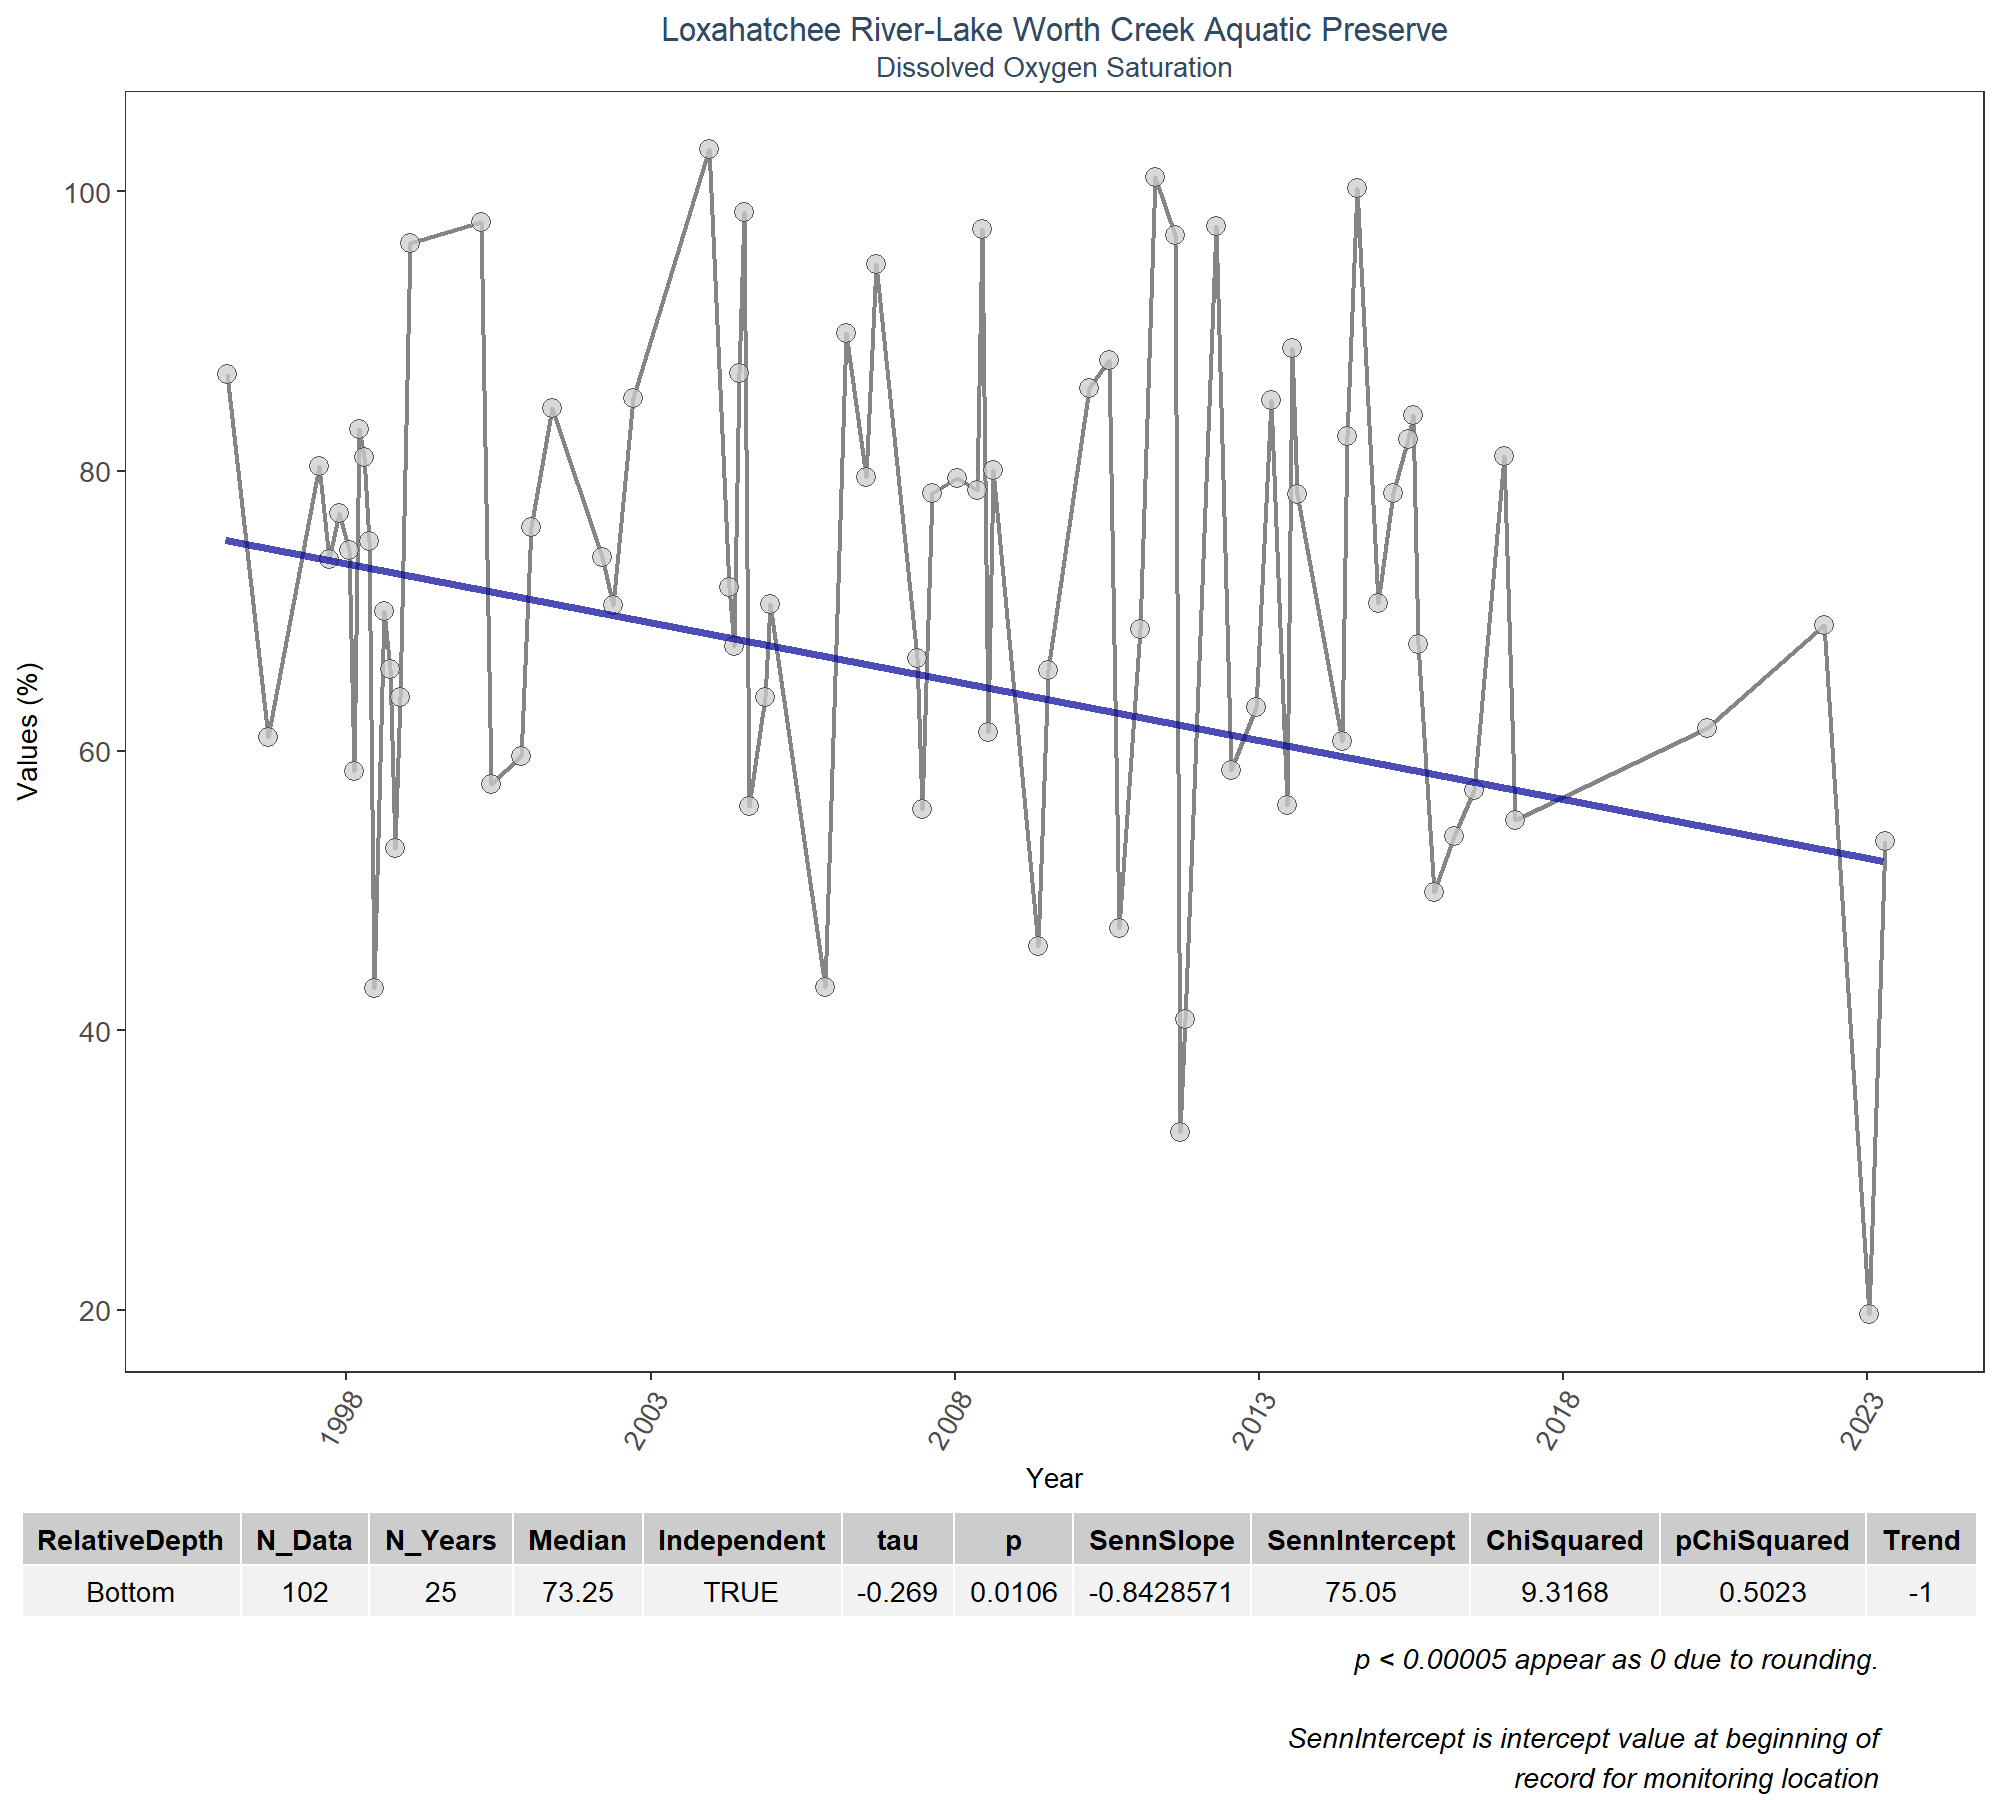 Loxahatchee River-Lake Worth Creek Aquatic Preserve
Dissolved Oxygen Saturation
Values (%)
100
80
60
40
20
1998 2003 2008 2013 2018 2023
Year
RelativeDepth N_Data N_Years Median Independent tau p SennSlope SennIntercept ChiSquared pChiSquared Trend
Bottom 102 25 73.25 TRUE -0.269 0.0106 -0.8428571 75.05 9.3168 0.5023 -1
p < 0.00005 appear as 0 due to rounding.
SennIntercept is intercept value at beginning of
record for monitoring location